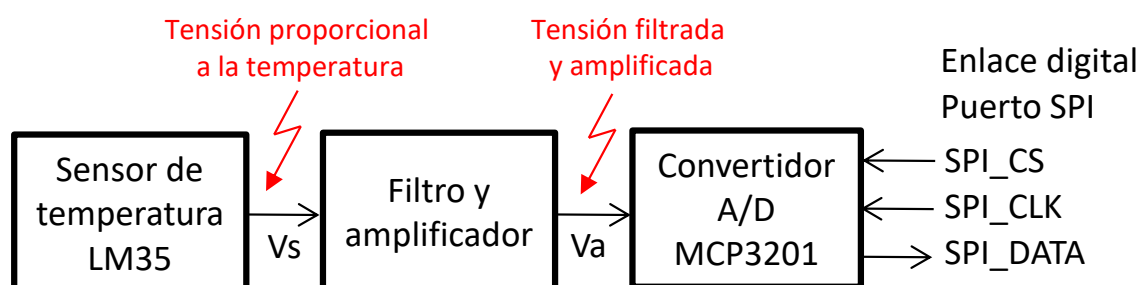 Tensión proporcional
a la temperatura
Tensión filtrada
y amplificada
Enlace digital
Puerto SPI
Sensor de
temperatura
LM35
Vs
Filtro y
amplificador
Va
Convertidor
A/D
MCP3201
SPI_CS
SPI_CLK
SPI_DATA